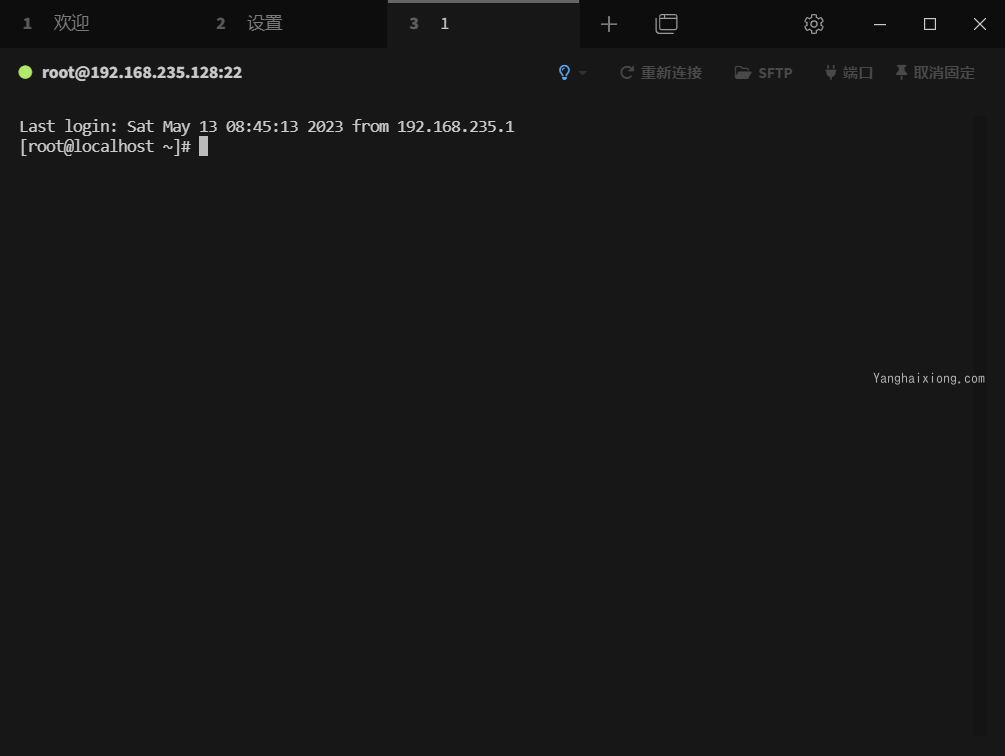 1 欢迎 2 设置 3 1
root@192.168.235.128:22 重新连接 SFTP 端口 取消固定
Last login: Sat May 13 08:45:13 2023 from 192.168.235.1
[root@localhost ~]#
Yanghaixiong.com